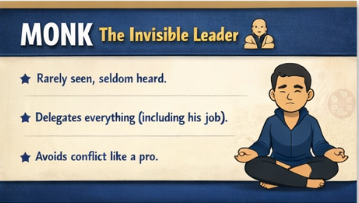 MONK The Invisible Leader
Rarely seen, seldom heard.
Delegates everything (including his job).
Avoids conflict like a pro.